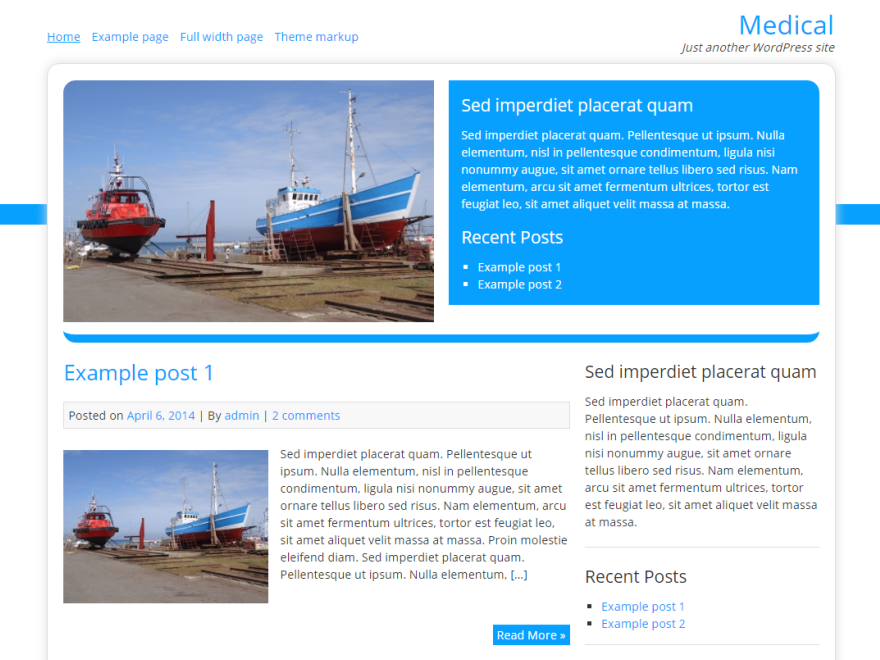 Home Example page Full width page Theme markup
Medical
Just another WordPress site
Sed imperdiet placerat quam
Sed imperdiet placerat quam. Pellentesque ut ipsum. Nulla
elementum, nisl in pellentesque condimentum, ligula nisi
nonummy augue, sit amet ornare tellus libero sed risus. Nam
elementum, arcu sit amet fermentum ultrices, tortor est
feugiat leo, sit amet aliquet velit massa at massa.
Recent Posts
Example post 1
Example post 2
Example post 1
Posted on April 6, 2014 | By admin | 2 comments
Sed imperdiet placerat quam. Pellentesque ut
ipsum. Nulla elementum, nisl in pellentesque
condimentum, ligula nisi nonummy augue, sit amet
ornare tellus libero sed risus. Nam elementum, arcu
sit amet fermentum ultrices, tortor est feugiat leo,
sit amet aliquet velit massa at massa. Proin molestie
eleifend diam. Sed imperdiet placerat quam.
Pellentesque ut ipsum. Nulla elementum, [...]
Read More »
Sed imperdiet placerat quam
Sed imperdiet placerat quam.
Pellentesque ut ipsum. Nulla elementum,
nisl in pellentesque condimentum, ligula
nisi nonummy augue, sit amet ornare
tellus libero sed risus. Nam elementum,
arcu sit amet fermentum ultrices, tortor
est feugiat leo, sit amet aliquet velit massa
at massa.
Recent Posts
Example post 1
Example post 2